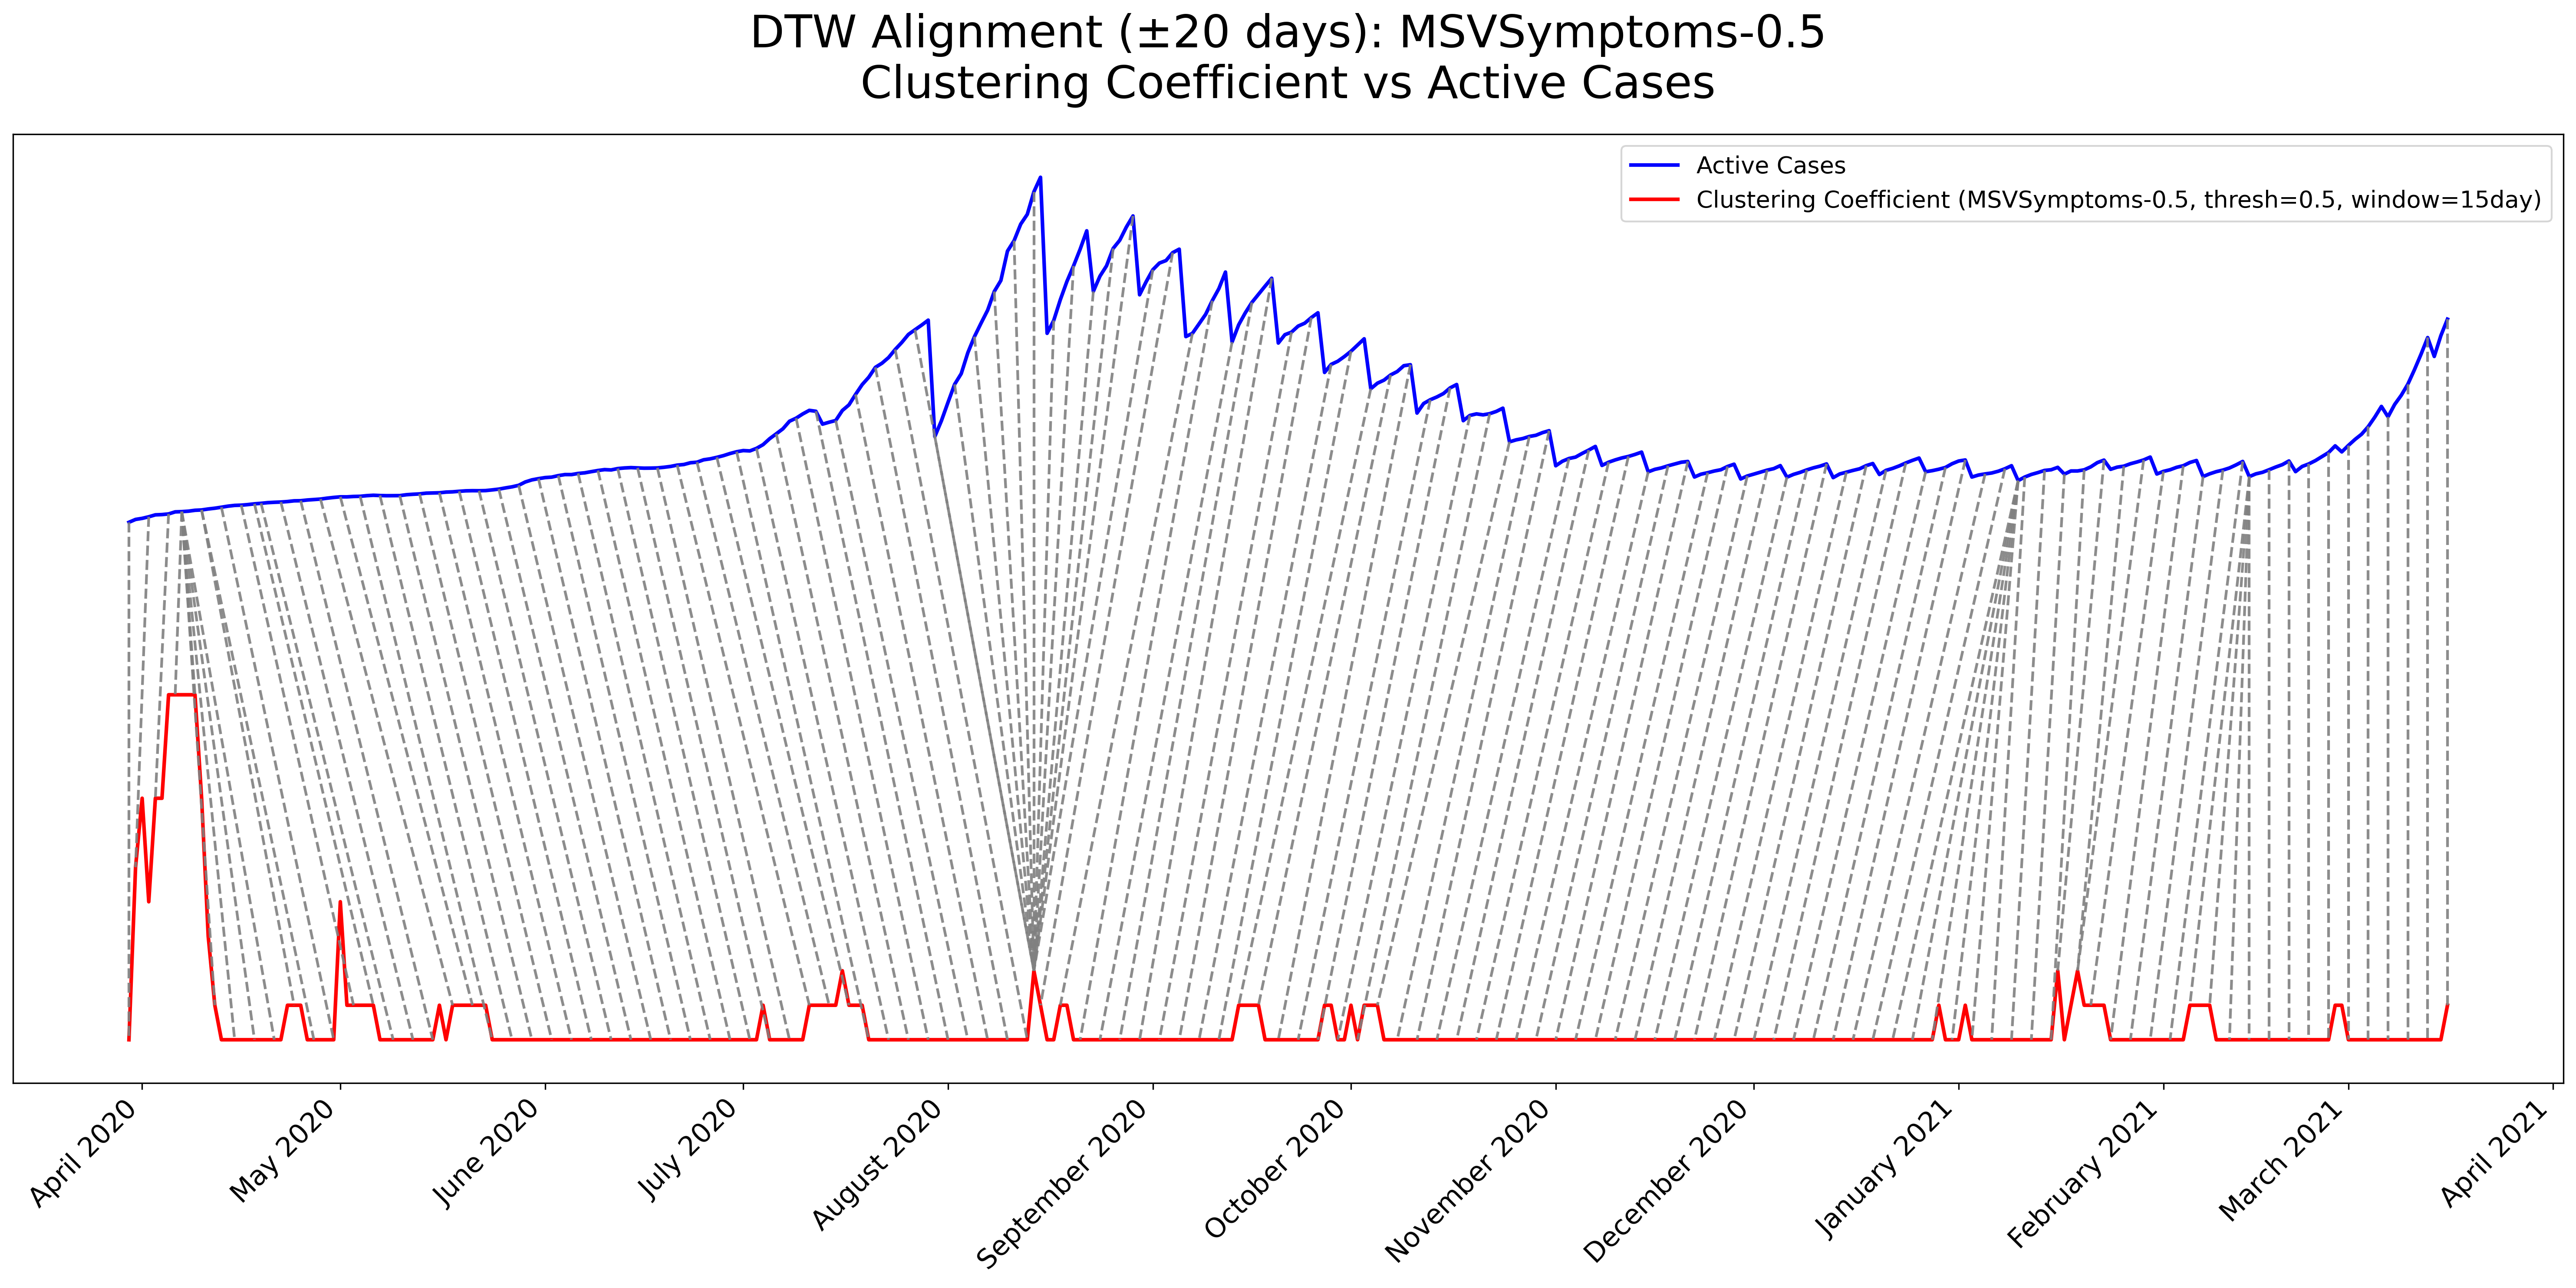 DTW Alignment (±20 days): MSVSymptoms-0.5
Clustering Coefficient vs Active Cases
Active Cases
Clustering Coefficient (MSVSymptoms-0.5, thresh=0.5, window=15day)
April 2020
May 2020
June 2020
July 2020
August 2020
September 2020
October 2020
November 2020
December 2020
January 2021
February 2021
March 2021
April 2021